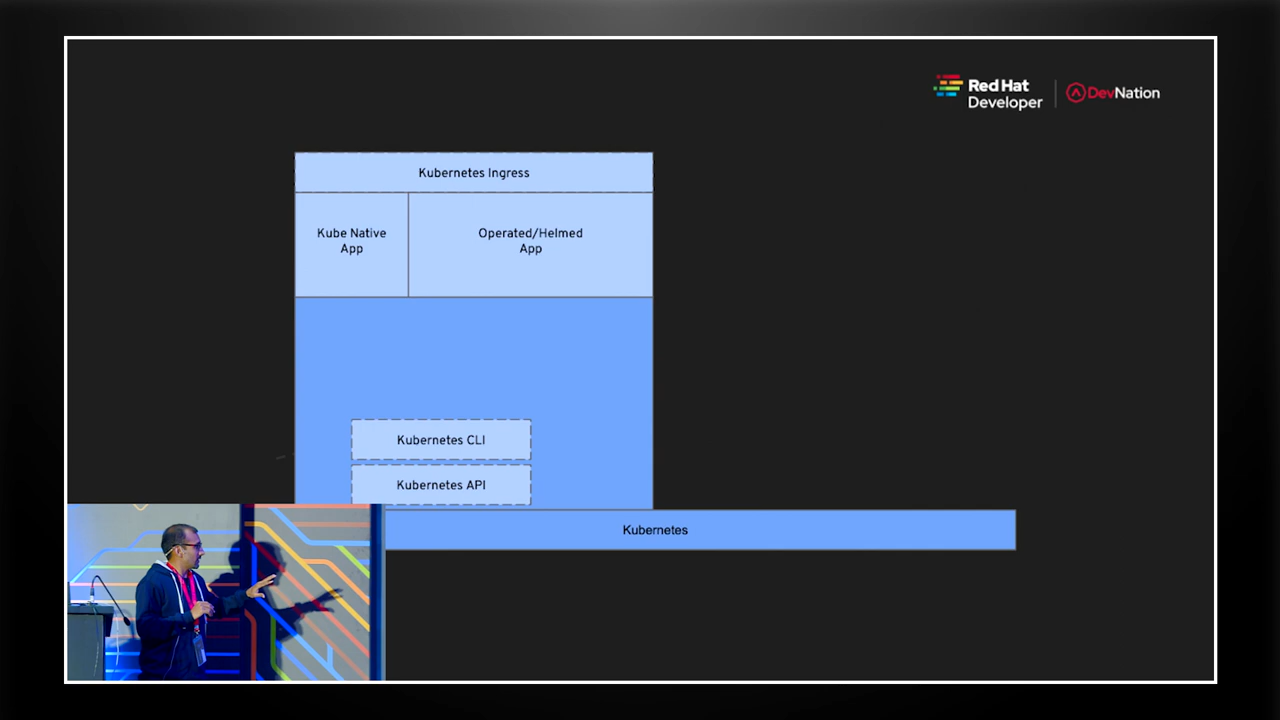 Red Hat
Developer
DevNation
Kubernetes Ingress
Kube Native
App
Operated/Helmed
App
Kubernetes CLI
Kubernetes API
Kubernetes